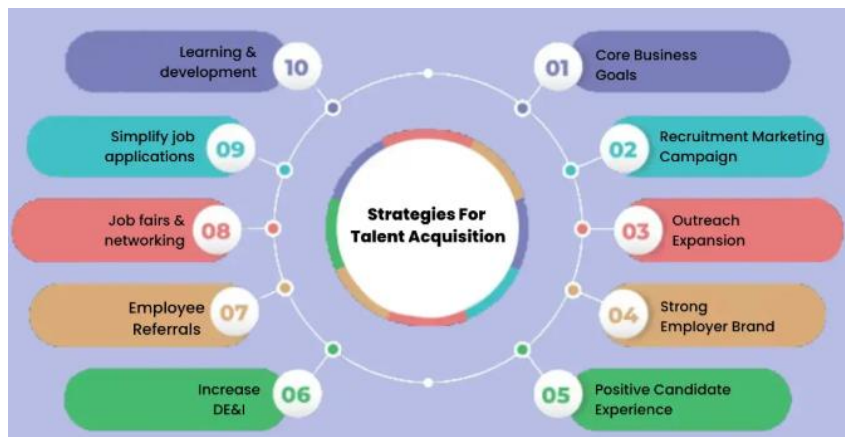 Strategies For
Talent Acquisition
01
Core Business
Goals
02
Recruitment Marketing
Campaign
03
Outreach
Expansion
04
Strong
Employer Brand
05
Positive Candidate
Experience
06
Increase
DE&I
07
Employee
Referrals
08
Job fairs &
networking
09
Simplify job
applications
10
Learning &
development